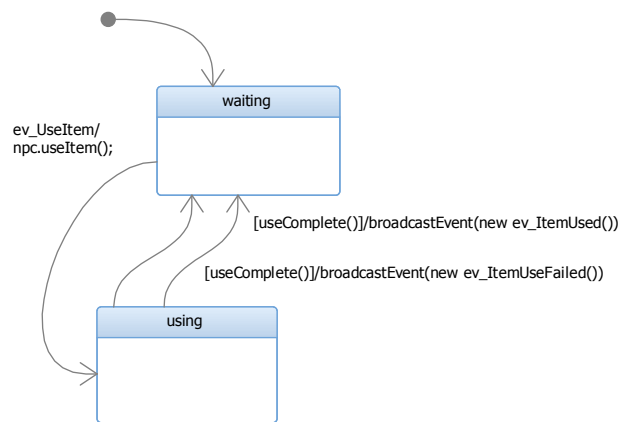 waiting
ev_UseItem/
npc.useItem();
[useComplete()]/broadcastEvent(new ev_ItemUsed())
[useComplete()]/broadcastEvent(new ev_ItemUseFailed())
using